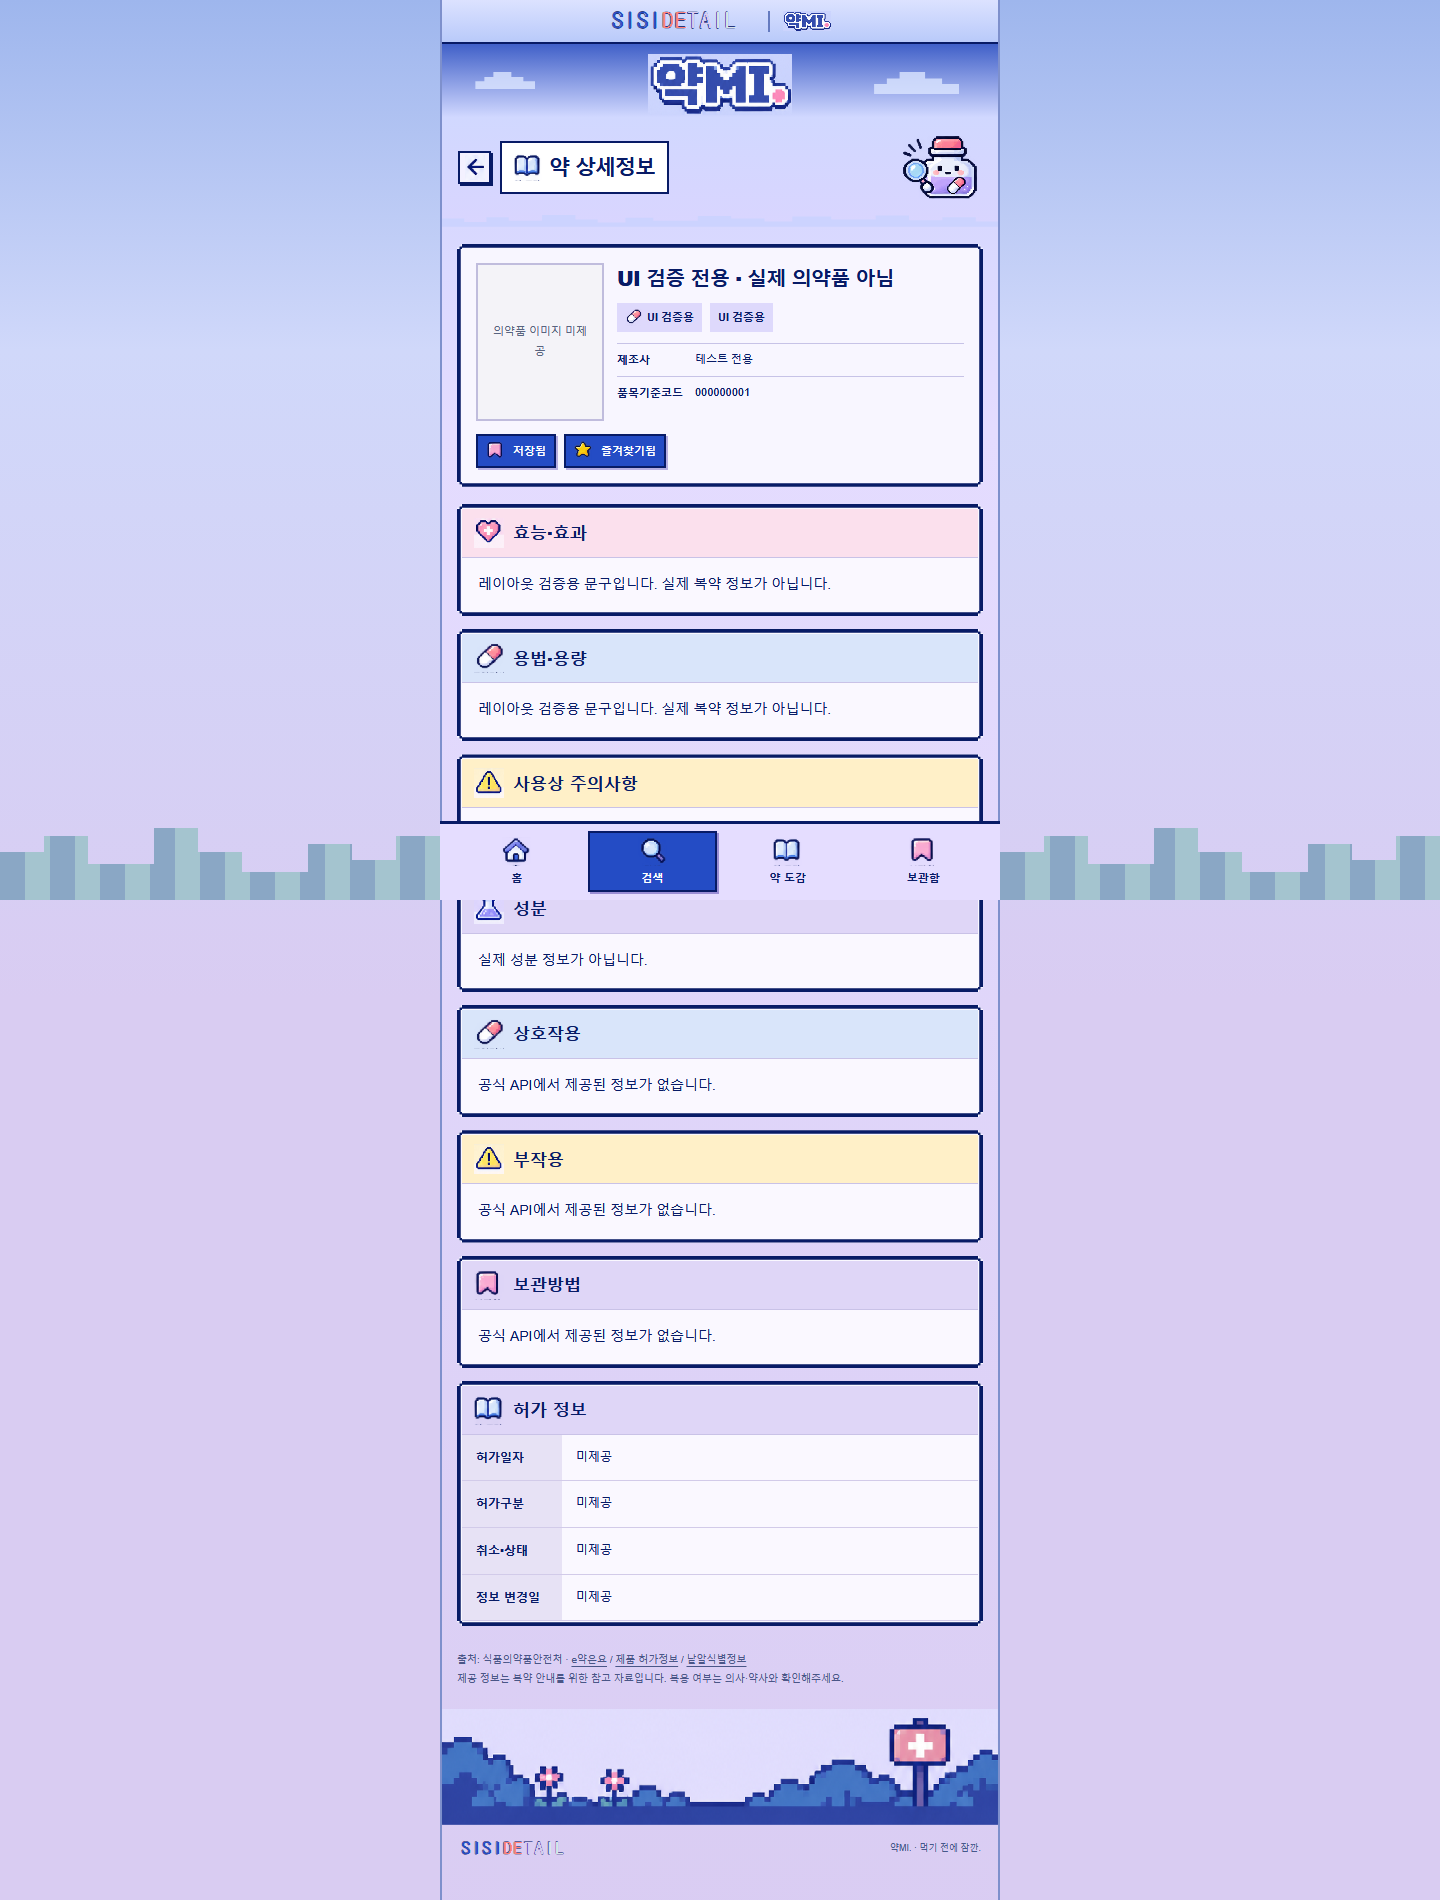 SISIDETAIL | 약MI.
약MI.
약 상세정보
의약품 이미지 미제
공
UI 검증 전용 · 실제 의약품 아님
UI 검증용 UI 검증용
제조사 테스트 전용
품목기준코드 000000001
저장됨 즐겨찾기됨
효능·효과
레이아웃 검증용 문구입니다. 실제 복약 정보가 아닙니다.
용법·용량
레이아웃 검증용 문구입니다. 실제 복약 정보가 아닙니다.
사용상 주의사항
홈 검색 약 도감 보관함
성분
실제 성분 정보가 아닙니다.
상호작용
공식 API에서 제공된 정보가 없습니다.
부작용
공식 API에서 제공된 정보가 없습니다.
보관방법
공식 API에서 제공된 정보가 없습니다.
허가 정보
허가일자 미제공
허가구분 미제공
취소·상태 미제공
정보 변경일 미제공
출처: 식품의약품안전처 · e약은요 / 제품 허가정보 / 낱알식별정보
제공 정보는 복약 안내를 위한 참고 자료입니다. 복용 여부는 의사·약사와 확인해주세요.
SISIDETAIL 약MI. · 먹기 전에 잠깐.